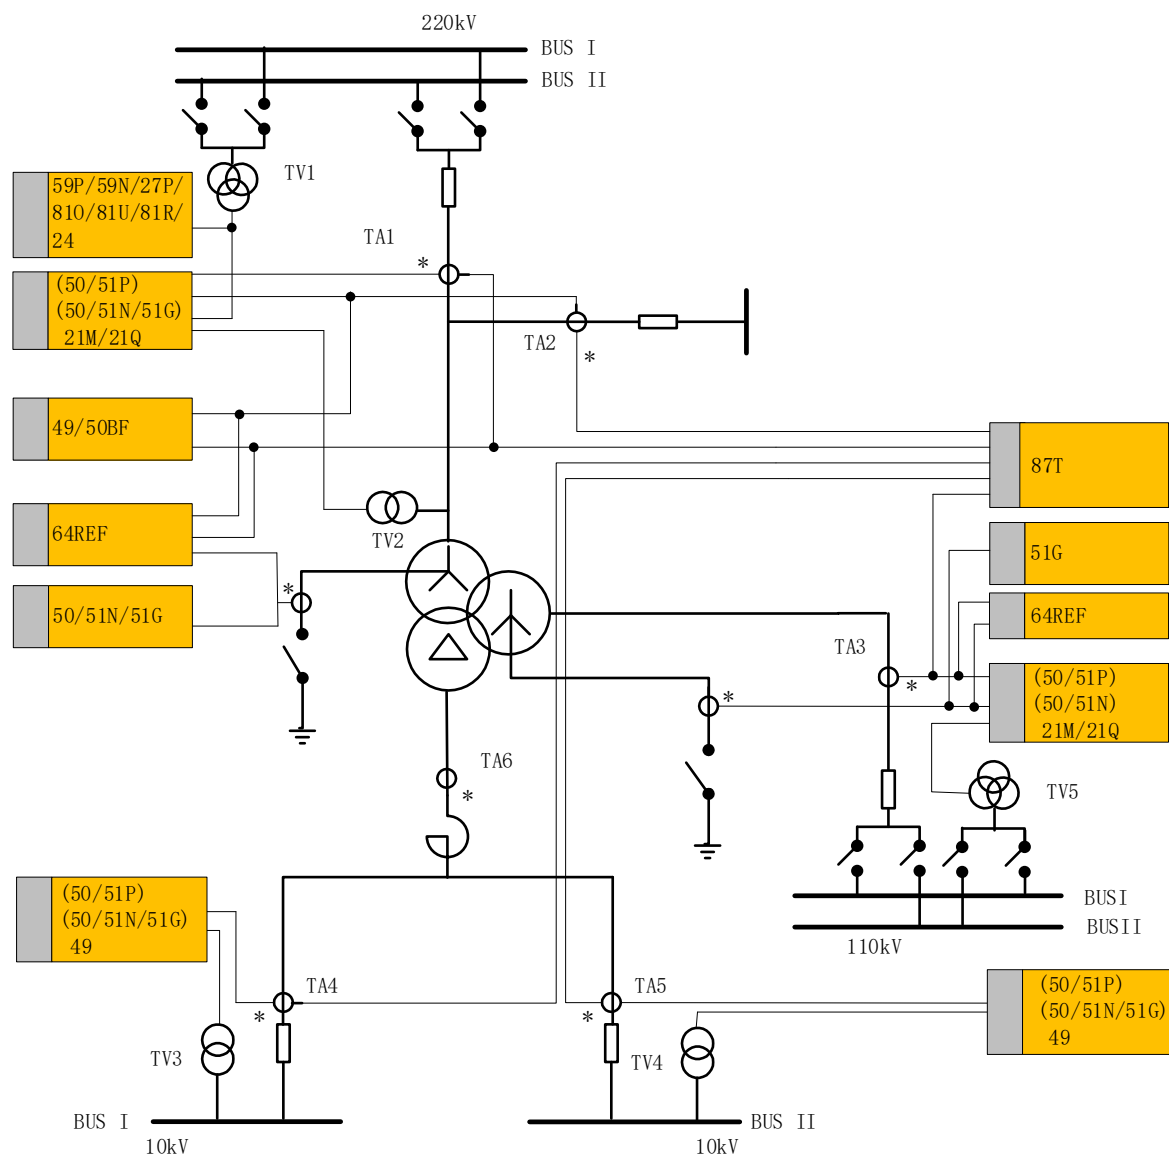 220kV
BUS I
BUS II
TV1
59P/59N/27P/
81O/81U/81R/
24
TA1
*
(50/51P)
(50/51N/51G)
21M/21Q
TA2
*
49/50BF
87T
64REF
TV2
51G
*
50/51N/51G
64REF
TA3
*
*
(50/51P)
(50/51N)
21M/21Q
TA6
*
TV5
(50/51P)
(50/51N/51G)
49
BUSI
BUSII
110kV
TA4
*
TA5
*
(50/51P)
(50/51N/51G)
49
TV3
TV4
BUS I
10kV
BUS II
10kV